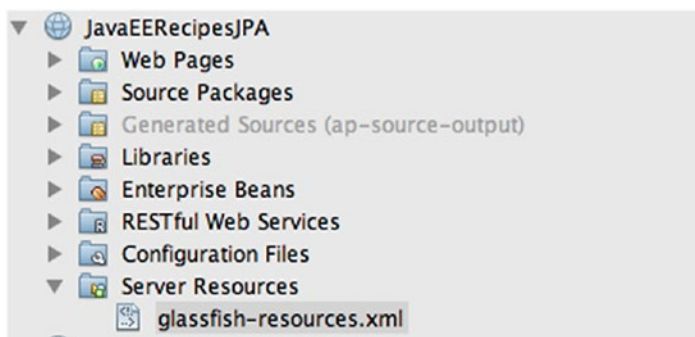 JavaEERecipesJPA
Web Pages
Source Packages
Generated Sources (ap-source-output)
Libraries
Enterprise Beans
RESTful Web Services
Configuration Files
Server Resources
glassfish-resources.xml